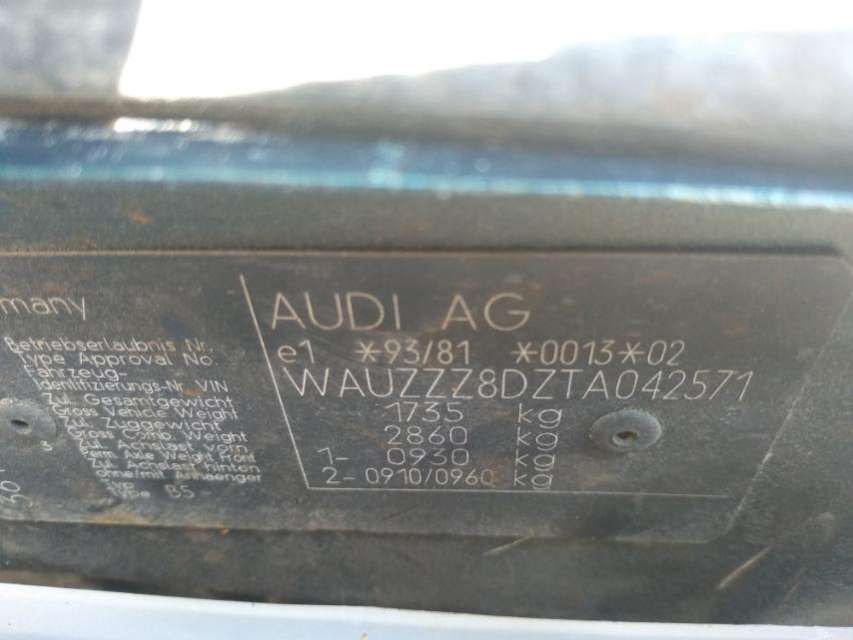 many
AUDI AG
Betriebserlaubnis Nr.
Type Approval No
e1 *93/81 *0013*02
Fahrzeug-
Identifizierungs-Nr. VIN
WAUZZZ8DZTA042571
Zul. Gesamtgewicht
Gross Vehicle Weight
1735 kg
Zul. Zuggewicht
Gross Comb. Weight
2860 kg
Zul. Achslast vorn
Perm Axle Weight Front
1- 0930 kg
Zul. Achslast hinten
Ohne/mit Anhaenger
2- 0910/0960 kg
Type B5